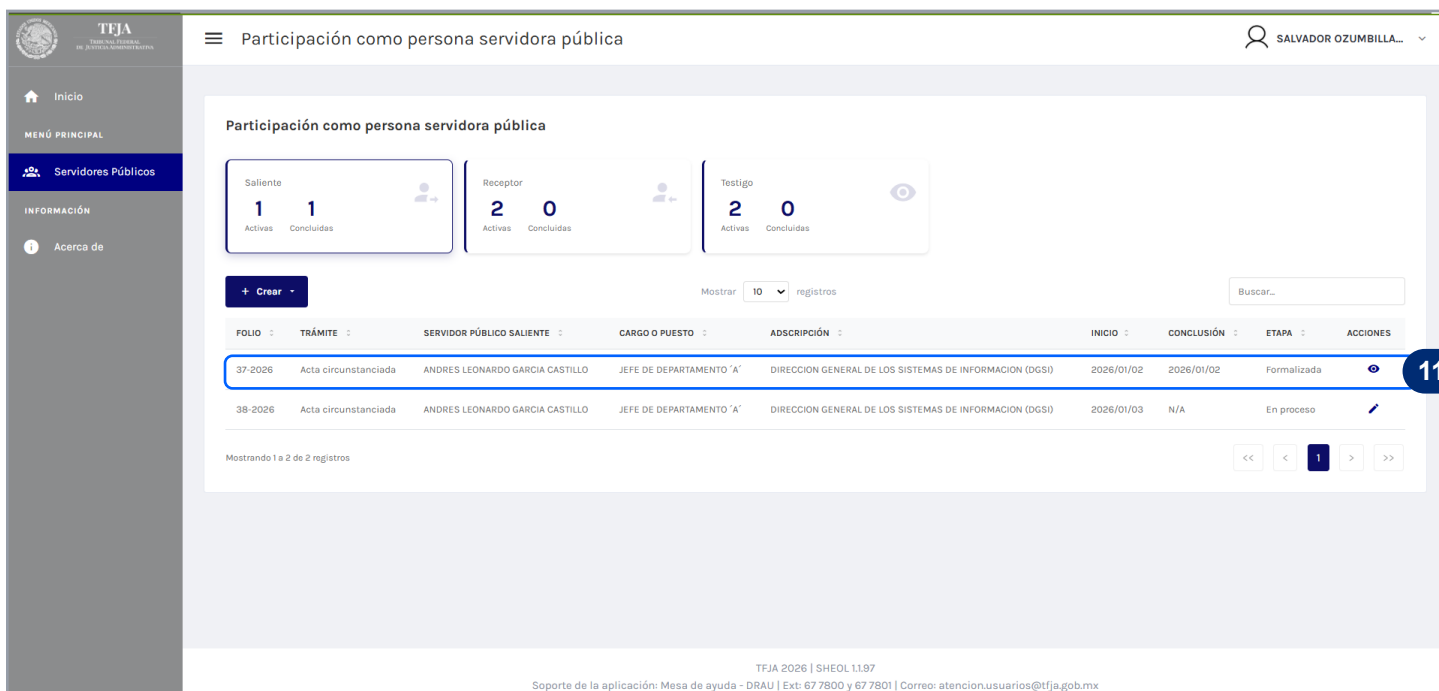 TFJA
TRIBUNAL FEDERAL
DE JUSTICIA ADMINISTRATIVA
Participación como persona servidora pública
SALVADOR OZUMBILLA...
Inicio
MENÚ PRINCIPAL
Servidores Públicos
INFORMACIÓN
Acerca de
Participación como persona servidora pública
Saliente
1 1
Activas Concluidas
Receptor
2 0
Activas Concluidas
Testigo
2 0
Activas Concluidas
+ Crear
Mostrar 10 registros
Buscar...
FOLIO TRÁMITE SERVIDOR PÚBLICO SALIENTE CARGO O PUESTO ADSCRIPCIÓN INICIO CONCLUSIÓN ETAPA ACCIONES
37-2026 Acta circunstanciada ANDRES LEONARDO GARCIA CASTILLO JEFE DE DEPARTAMENTO ´A´ DIRECCION GENERAL DE LOS SISTEMAS DE INFORMACION (DGSI) 2026/01/02 2026/01/02 Formalizada
11
38-2026 Acta circunstanciada ANDRES LEONARDO GARCIA CASTILLO JEFE DE DEPARTAMENTO ´A´ DIRECCION GENERAL DE LOS SISTEMAS DE INFORMACION (DGSI) 2026/01/03 N/A En proceso
Mostrando 1 a 2 de 2 registros
<< < 1 > >>
TFJA 2026 | SHEOL 1.1.97
Soporte de la aplicación: Mesa de ayuda - DRAU | Ext: 67 7800 y 67 7801 | Correo: atencion.usuarios@tfja.gob.mx